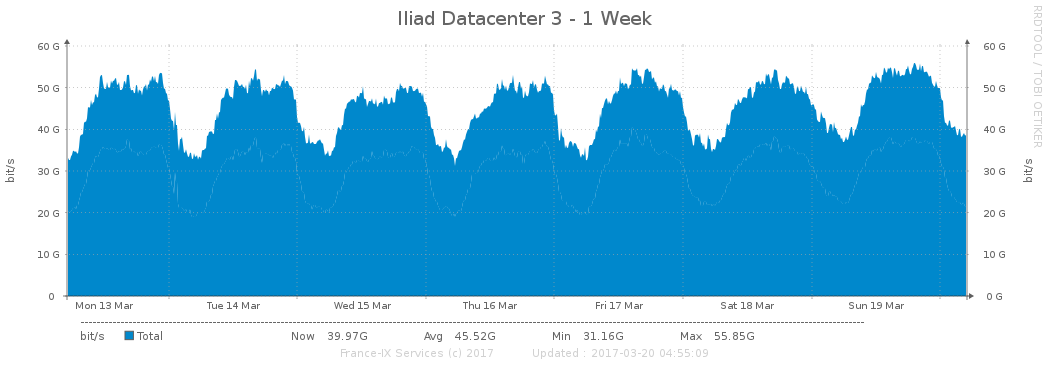 Iliad Datacenter 3 - 1 Week
RRDTOOL / TOBI OETIKER
60 G 60 G
50 G 50 G
40 G 40 G
30 G 30 G
20 G 20 G
10 G 10 G
0 0 G
bit/s bit/s
Mon 13 Mar Tue 14 Mar Wed 15 Mar Thu 16 Mar Fri 17 Mar Sat 18 Mar Sun 19 Mar
bit/s Total Now 39.97G Avg 45.52G Min 31.16G Max 55.85G
France-IX Services (c) 2017 Updated : 2017-03-20 04:55:09